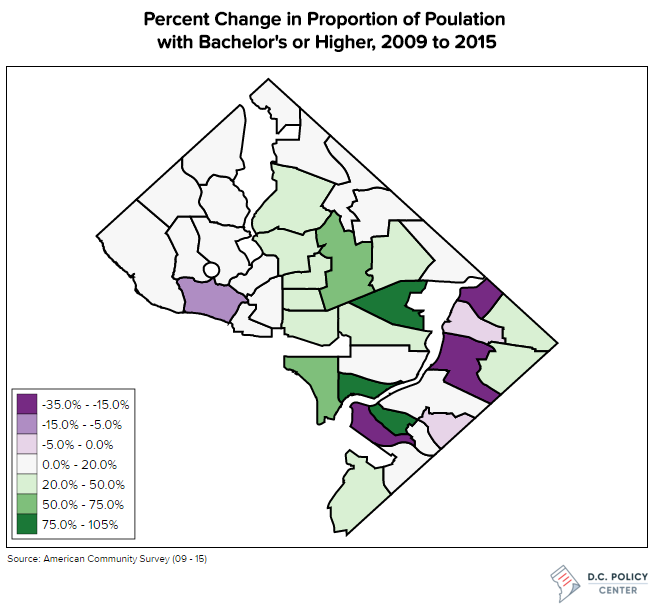 Percent Change in Proportion of Poulation
with Bachelor's or Higher, 2009 to 2015
-35.0% - -15.0%
-15.0% - -5.0%
-5.0% - 0.0%
0.0% - 20.0%
20.0% - 50.0%
50.0% - 75.0%
75.0% - 105%
Source: American Community Survey (09 - 15)
D.C. POLICY
CENTER